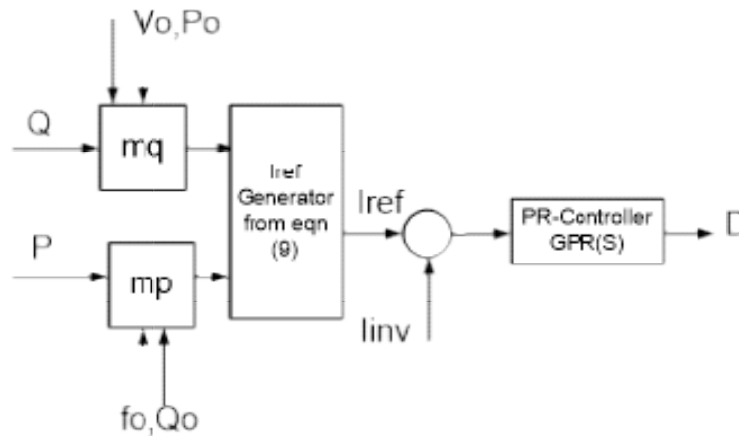 Vo,Po
Q
mq
Iref
Generator
from eqn
(9)
Iref
PR-Controller
GPR(S)
D
P
mp
Iinv
fo,Qo